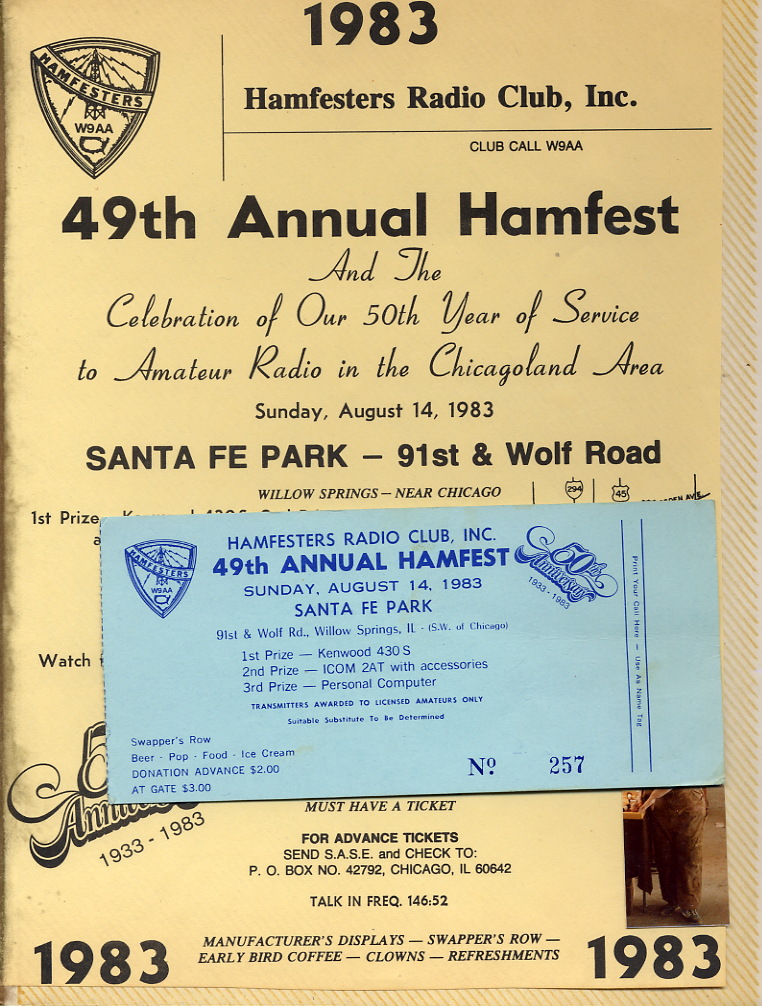 1983
HAMFESTERS
W9AA
Hamfesters Radio Club, Inc.
CLUB CALL W9AA
49th Annual Hamfest
And The
Celebration of Our 50th Year of Service
to Amateur Radio in the Chicagoland Area
Sunday, August 14, 1983
SANTA FE PARK — 91st & Wolf Road
WILLOW SPRINGS — NEAR CHICAGO
294
45
1st Prize
HAMFESTERS
W9AA
HAMFESTERS RADIO CLUB, INC.
49th ANNUAL HAMFEST
50th
Anniversary
1933 - 1983
SUNDAY, AUGUST 14, 1983
SANTA FE PARK
91st & Wolf Rd., Willow Springs, IL - (S.W. of Chicago)
1st Prize — Kenwood 430 S
2nd Prize — ICOM 2AT with accessories
3rd Prize — Personal Computer
TRANSMITTERS AWARDED TO LICENSED AMATEURS ONLY
Suitable Substitute To Be Determined
Swapper's Row
Beer - Pop - Food - Ice Cream
DONATION ADVANCE $2.00
AT GATE $3.00
Nº 257
Print Your Call Here — Use As Name Tag
Watch
1933 - 1983
MUST HAVE A TICKET
FOR ADVANCE TICKETS
SEND S.A.S.E. and CHECK TO:
P. O. BOX NO. 42792, CHICAGO, IL 60642
TALK IN FREQ. 146:52
1983
MANUFACTURER'S DISPLAYS — SWAPPER'S ROW —
EARLY BIRD COFFEE — CLOWNS — REFRESHMENTS
1983